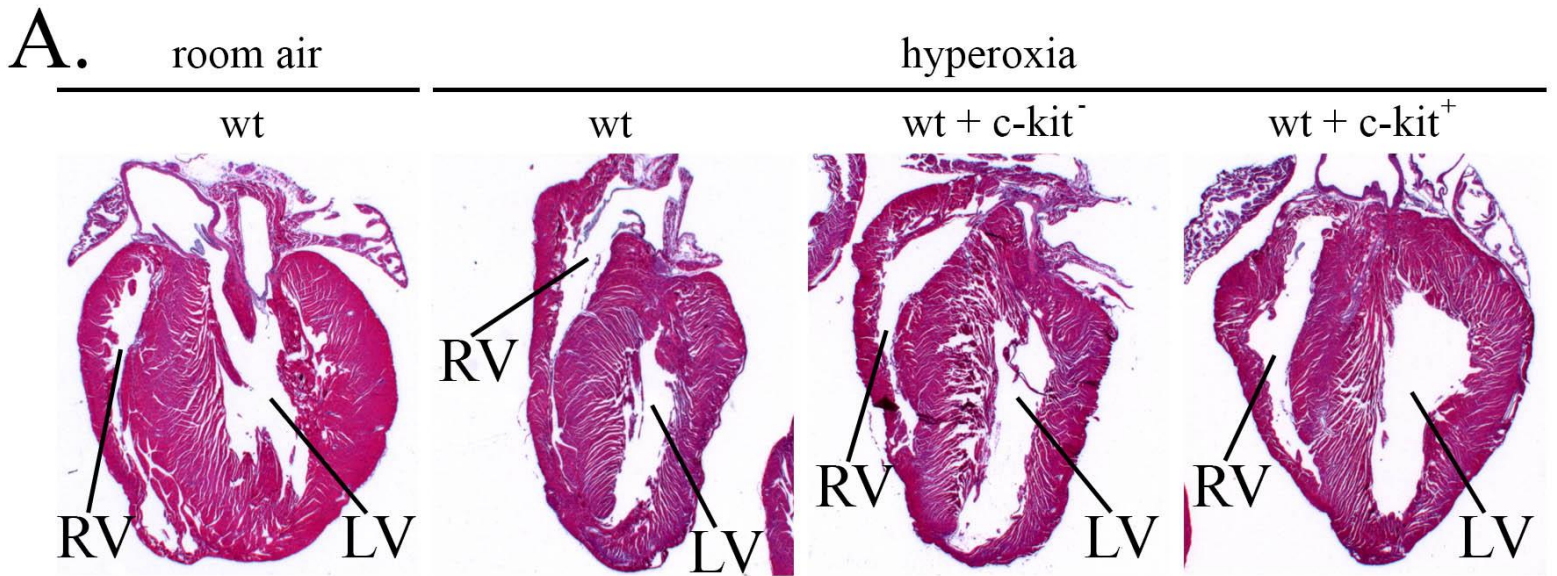 A.
room air hyperoxia
wt wt wt + c-kit⁻ wt + c-kit⁺
RV LV RV LV RV LV RV LV